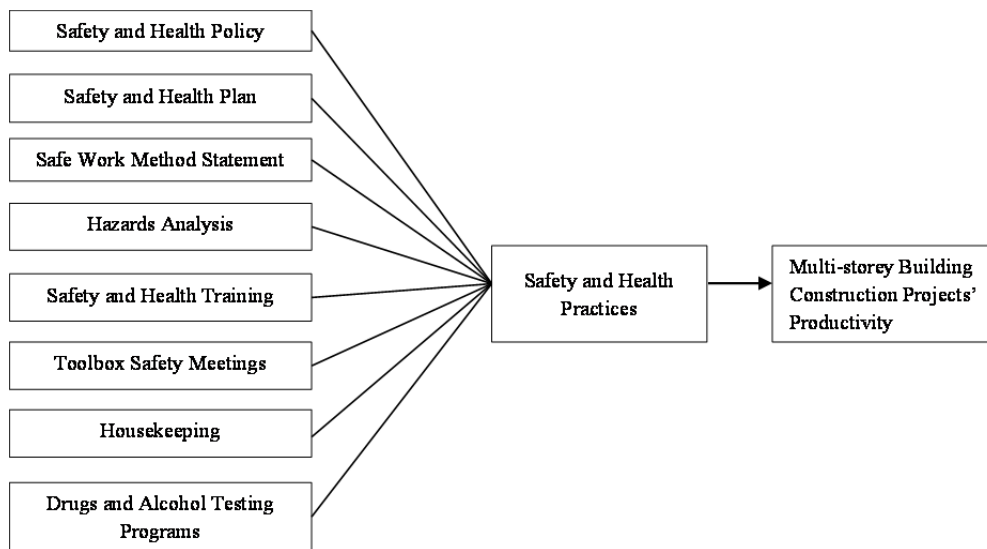 Safety and Health Policy
Safety and Health Plan
Safe Work Method Statement
Hazards Analysis
Safety and Health Training
Toolbox Safety Meetings
Housekeeping
Drugs and Alcohol Testing
Programs
Safety and Health
Practices
Multi-storey Building
Construction Projects’
Productivity